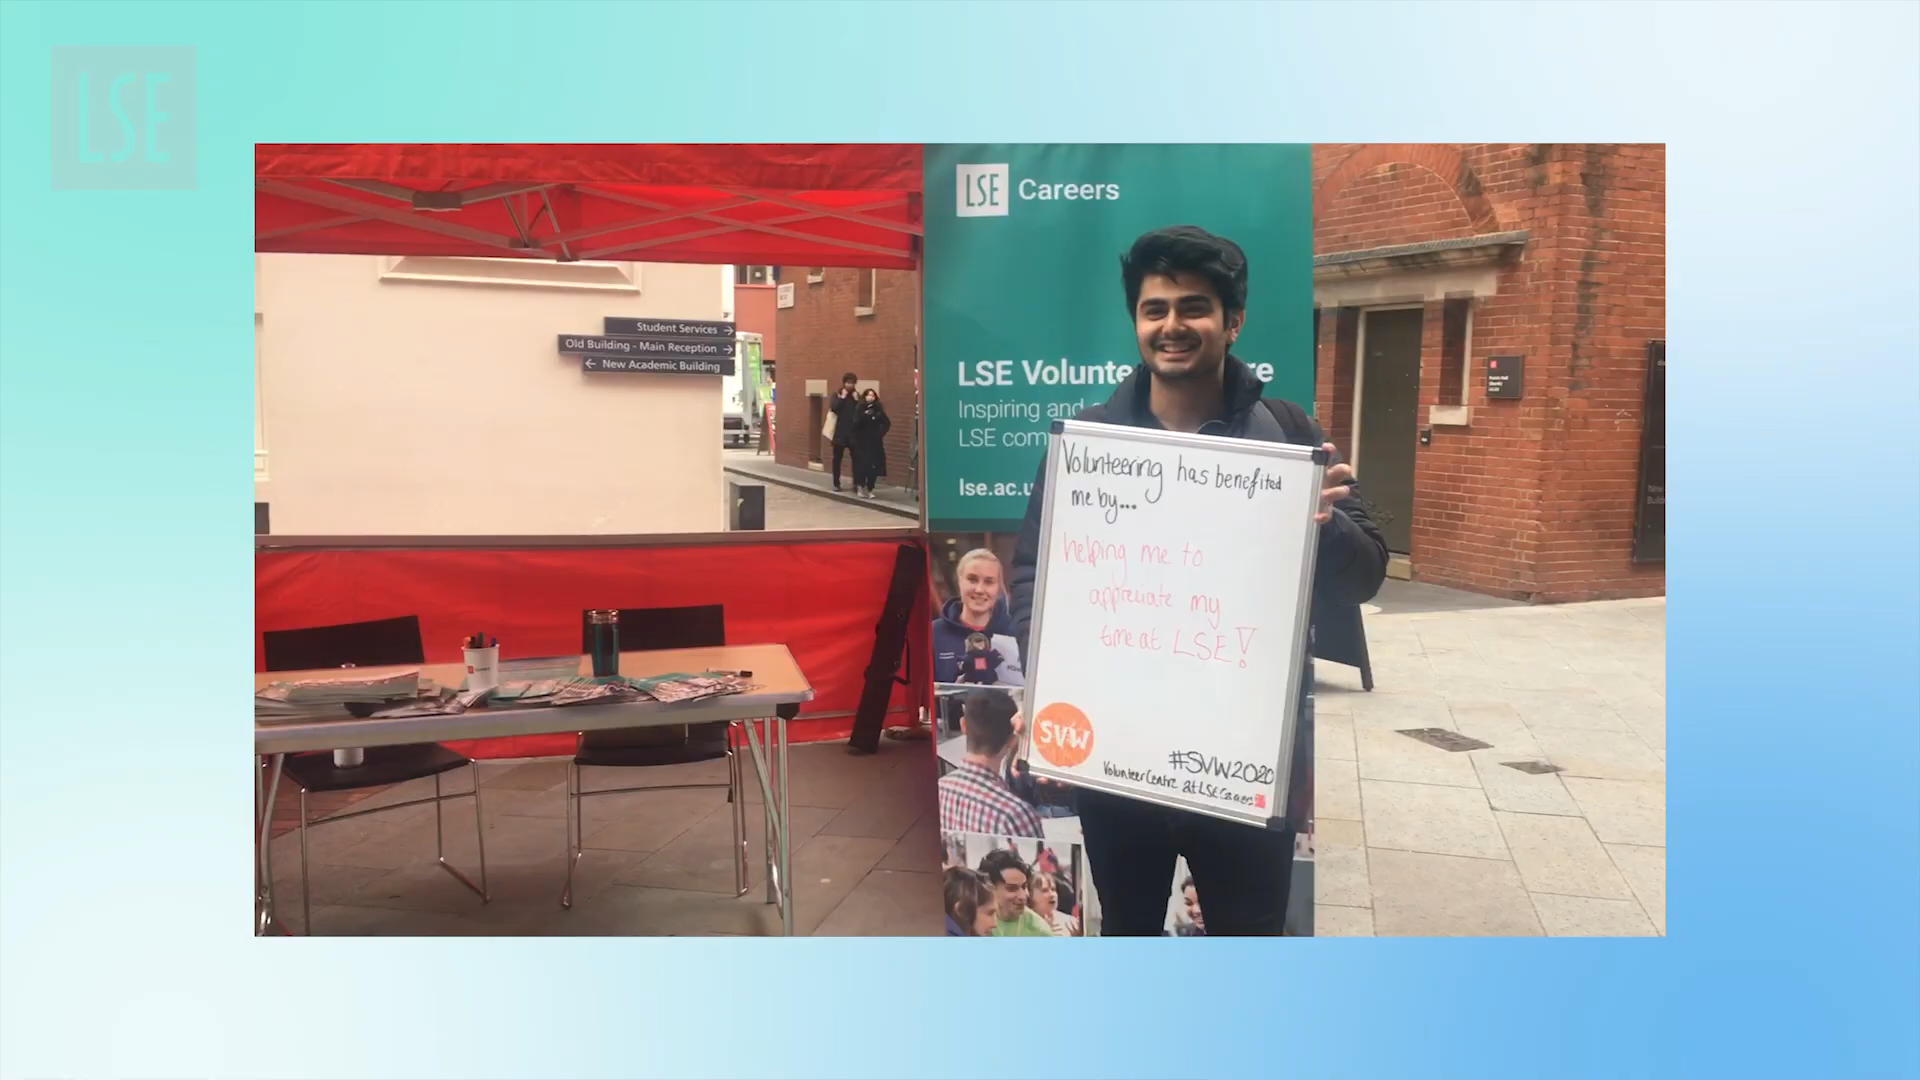 LSE
LSE Careers
Student Services →
Old Building - Main Reception →
← New Academic Building
LSE
Inspiring and
LSE
lse.ac.u
Volunteering has benefited
me by...
helping me to
appreciate my
time at LSE!
SVW
#SVW2020
Volunteer Centre at LSE Careers